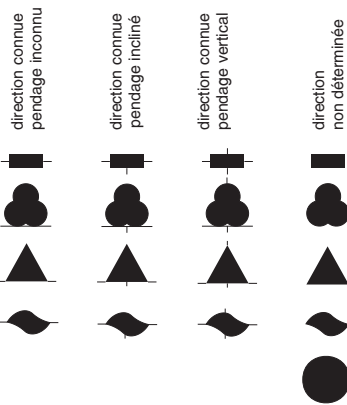 direction connue
pendage inconnu
direction connue
pendage incliné
direction connue
pendage vertical
direction
non déterminée